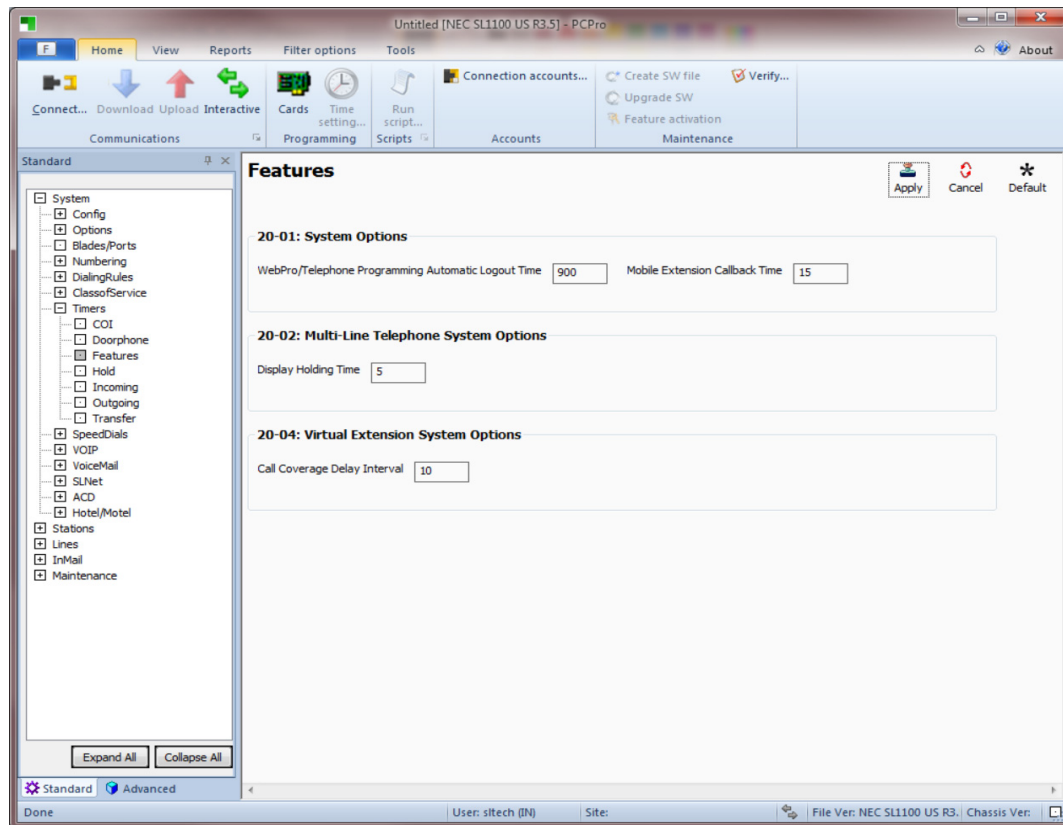 Untitled [NEC SL1100 US R3.5] - PCPro
F Home View Reports Filter options Tools About
Connect... Download Upload Interactive Cards Time setting... Run script... Connection accounts... Create SW file Verify...
Upgrade SW
Feature activation
Communications Programming Scripts Accounts Maintenance
Standard
Features
Apply Cancel Default
System
Config
Options
Blades/Ports
Numbering
DialingRules
ClassofService
Timers
COI
Doorphone
Features
Hold
Incoming
Outgoing
Transfer
SpeedDials
VOIP
VoiceMail
SLNet
ACD
Hotel/Motel
Stations
Lines
InMail
Maintenance
20-01: System Options
WebPro/Telephone Programming Automatic Logout Time 900 Mobile Extension Callback Time 15
20-02: Multi-Line Telephone System Options
Display Holding Time 5
20-04: Virtual Extension System Options
Call Coverage Delay Interval 10
Expand All Collapse All
Standard Advanced
Done User: sltech (IN) Site: File Ver: NEC SL1100 US R3. Chassis Ver: